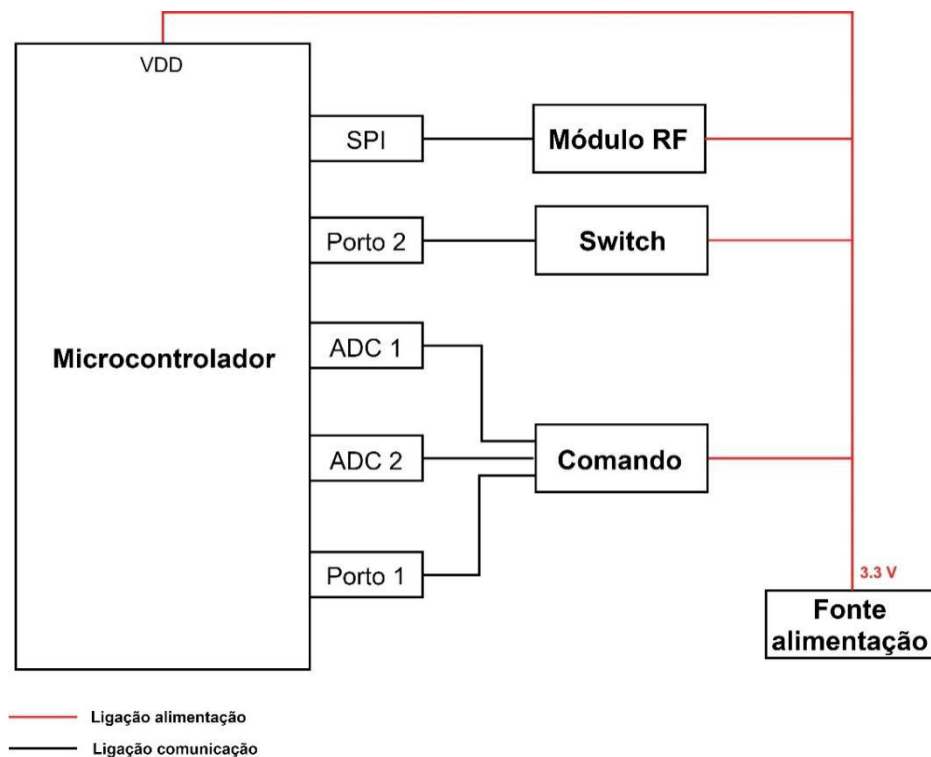 VDD
SPI
Módulo RF
Porto 2
Switch
ADC 1
Microcontrolador
ADC 2
Comando
Porto 1
3.3 V
Fonte
alimentação
Ligação alimentação
Ligação comunicação